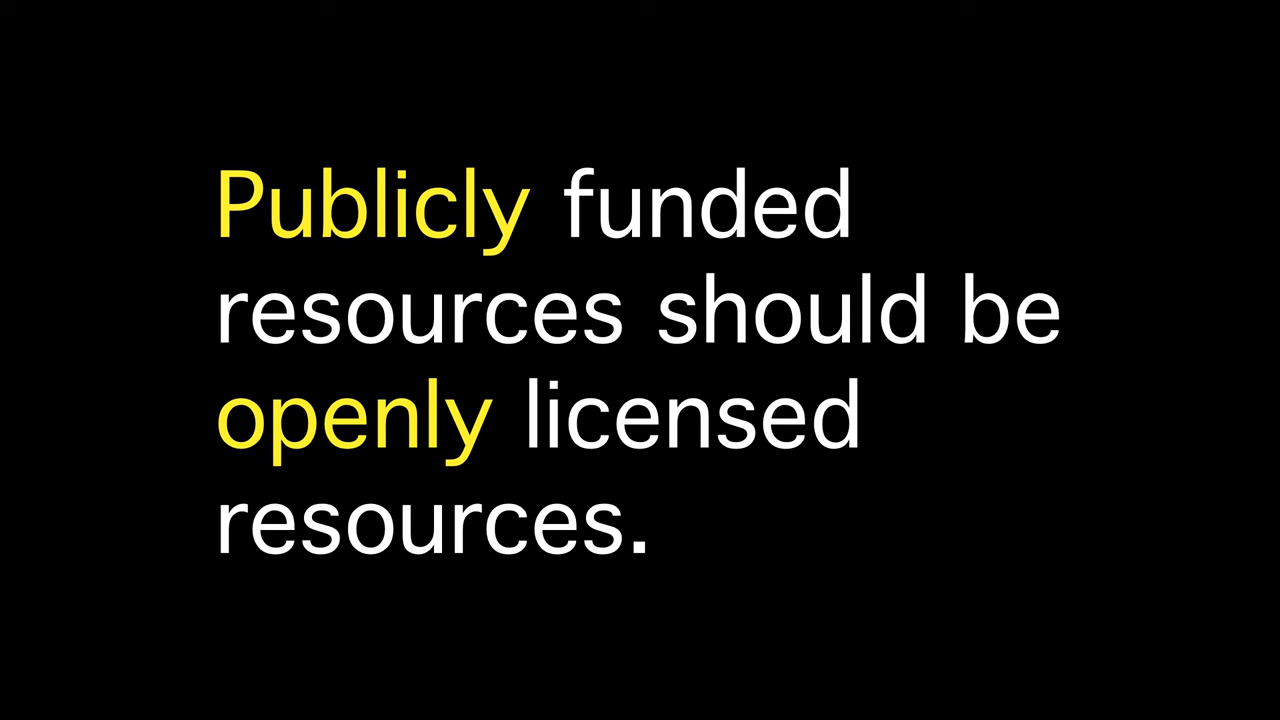 Publicly funded
resources should be
openly licensed
resources.